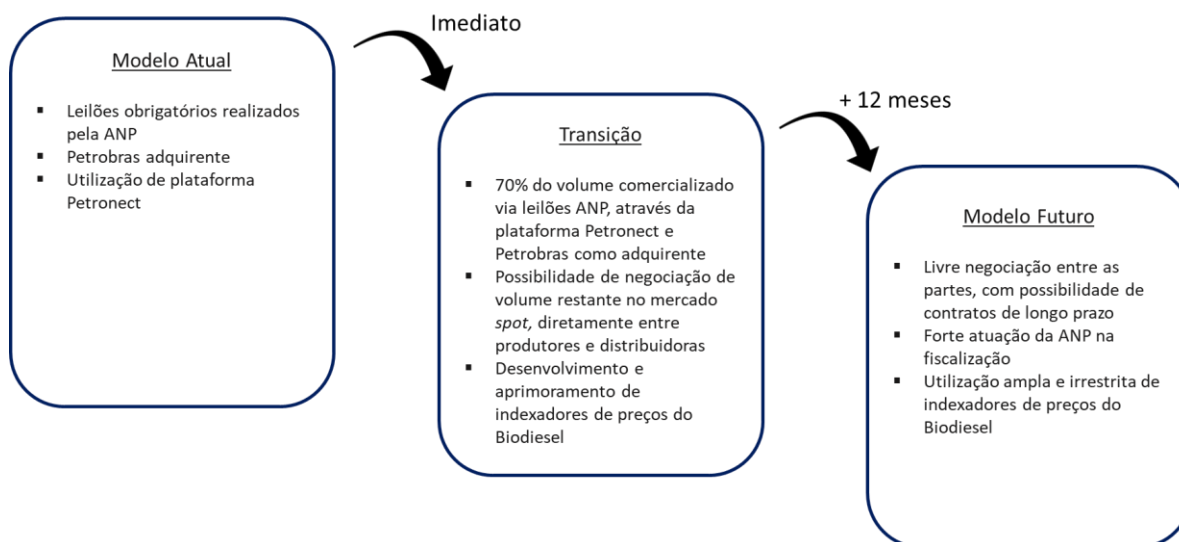 Modelo Atual
▪ Leilões obrigatórios realizados
pela ANP
▪ Petrobras adquirente
▪ Utilização de plataforma
Petronect
Imediato
Transição
▪ 70% do volume comercializado
via leilões ANP, através da
plataforma Petronect e
Petrobras como adquirente
▪ Possibilidade de negociação de
volume restante no mercado
spot, diretamente entre
produtores e distribuidoras
▪ Desenvolvimento e
aprimoramento de
indexadores de preços do
Biodiesel
+ 12 meses
Modelo Futuro
▪ Livre negociação entre as
partes, com possibilidade de
contratos de longo prazo
▪ Forte atuação da ANP na
fiscalização
▪ Utilização ampla e irrestrita de
indexadores de preços do
Biodiesel